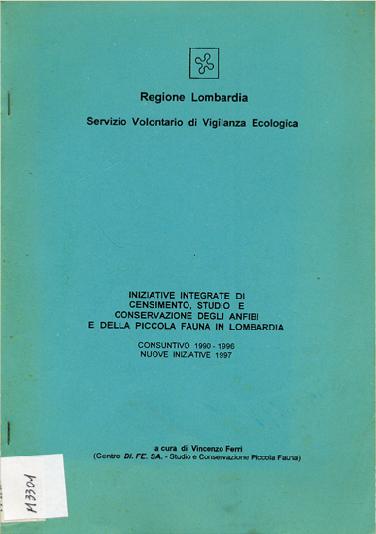 Regione Lombardia
Servizio Volontario di Vigilanza Ecologica
INIZIATIVE INTEGRATE DI
CENSIMENTO, STUDIO E
CONSERVAZIONE DEGLI ANFIBI
E DELLA PICCOLA FAUNA IN LOMBARDIA
CONSUNTIVO 1990 - 1996
NUOVE INIZATIVE 1997
a cura di Vincenzo Ferri
(Centro DI. FE. SA. - Studio e Conservazione Piccola Fauna)
M3301